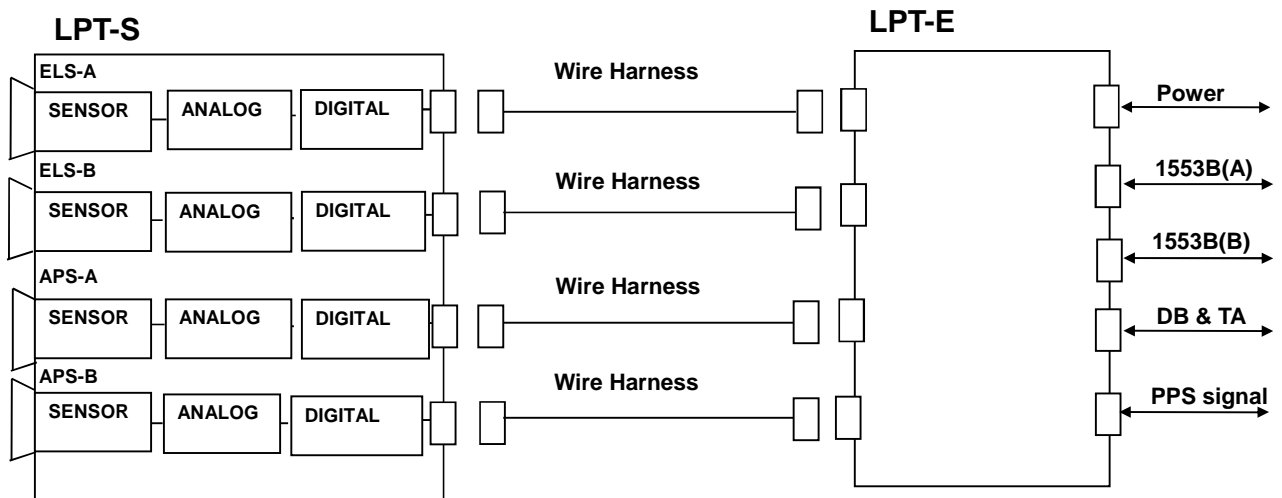 LPT-S
LPT-E
ELS-A
SENSOR
ANALOG
DIGITAL
Wire Harness
Power
ELS-B
SENSOR
ANALOG
DIGITAL
Wire Harness
1553B(A)
1553B(B)
APS-A
SENSOR
ANALOG
DIGITAL
Wire Harness
DB & TA
APS-B
SENSOR
ANALOG
DIGITAL
Wire Harness
PPS signal